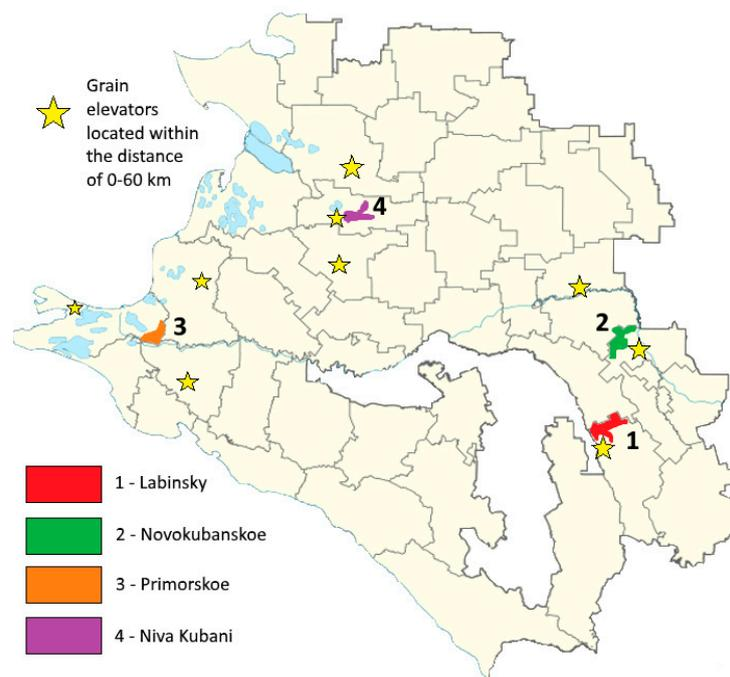 Grain
elevators
located within
the distance
of 0-60 km
4
3
2
1
1 - Labinsky
2 - Novokubanskoe
3 - Primorskoe
4 - Niva Kubani